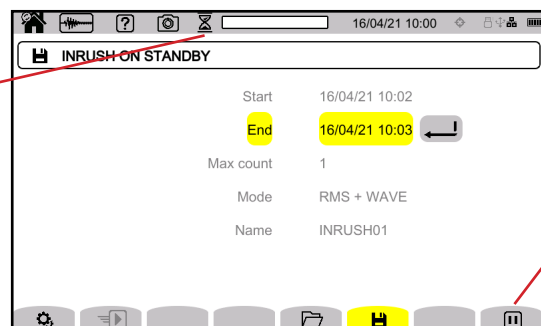 ? 16/04/21 10:00
INRUSH ON STANDBY
Start 16/04/21 10:02
End 16/04/21 10:03
Max count 1
Mode RMS + WAVE
Name INRUSH01